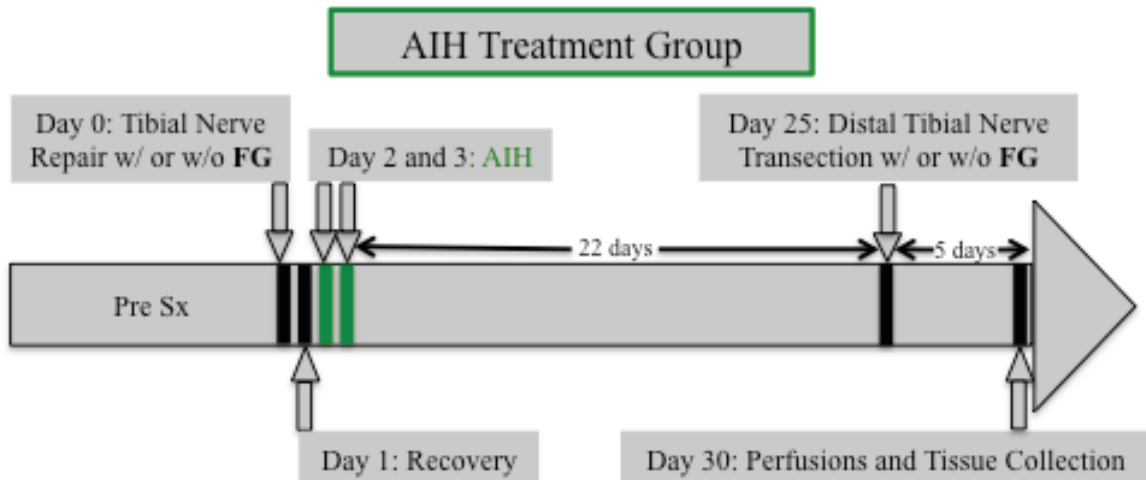 AIH Treatment Group
Day 0: Tibial Nerve
Repair w/ or w/o FG
Day 2 and 3: AIH
Day 25: Distal Tibial Nerve
Transection w/ or w/o FG
22 days
5 days
Pre Sx
Day 1: Recovery
Day 30: Perfusions and Tissue Collection